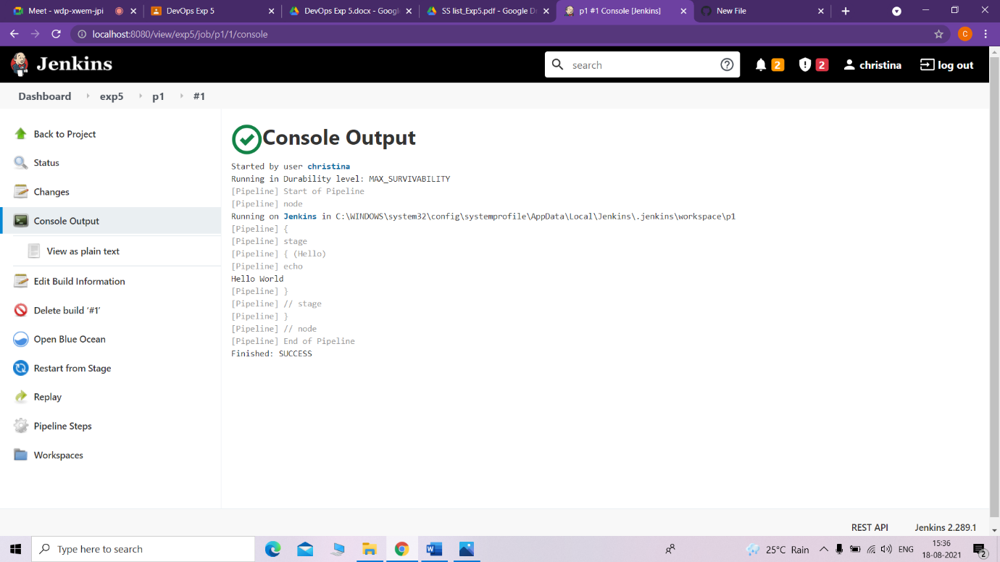 Meet - wdp-xwem-jpi
DevOps Exp 5
DevOps Exp 5.docx - Googl
SS list_Exp5.pdf - Google Dr
p1 #1 Console [Jenkins]
New File
localhost:8080/view/exp5/job/p1/1/console
C
Jenkins
search
2
2
christina
log out
Dashboard
exp5
p1
#1
Back to Project
Status
Changes
Console Output
View as plain text
Edit Build Information
Delete build ‘#1’
Open Blue Ocean
Restart from Stage
Replay
Pipeline Steps
Workspaces
Console Output
Started by user christina
Running in Durability level: MAX_SURVIVABILITY
[Pipeline] Start of Pipeline
[Pipeline] node
Running on Jenkins in C:\WINDOWS\system32\config\systemprofile\AppData\Local\Jenkins\.jenkins\workspace\p1
[Pipeline] {
[Pipeline] stage
[Pipeline] { (Hello)
[Pipeline] echo
Hello World
[Pipeline] }
[Pipeline] // stage
[Pipeline] }
[Pipeline] // node
[Pipeline] End of Pipeline
Finished: SUCCESS
REST API
Jenkins 2.289.1
Type here to search
25°C Rain
ENG
15:36
18-08-2021
2